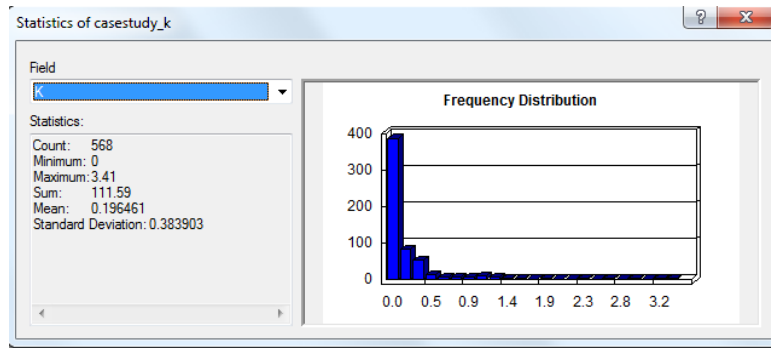 Statistics of casestudy_k
Field
K
Statistics:
Count: 568
Minimum: 0
Maximum: 3.41
Sum: 111.59
Mean: 0.196461
Standard Deviation: 0.383903
Frequency Distribution
400
300
200
100
0
0.0 0.5 0.9 1.4 1.9 2.3 2.8 3.2